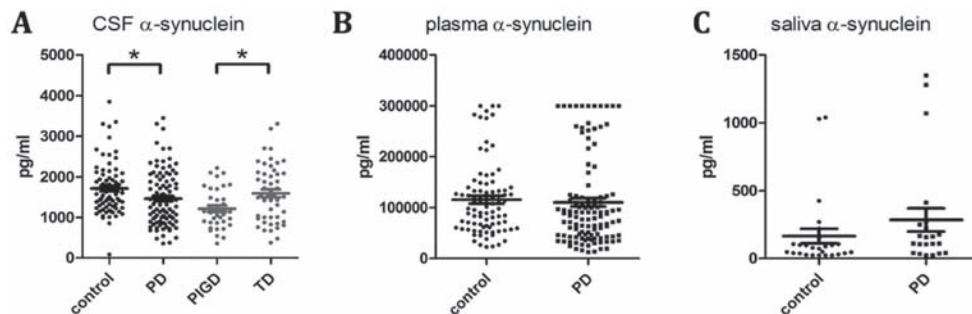 A CSF α-synuclein
* *
pg/ml
5000
4000
3000
2000
1000
0
control PD PIGD TD
B plasma α-synuclein
pg/ml
400000
300000
200000
100000
0
control PD
C saliva α-synuclein
pg/ml
1500
1000
500
0
control PD